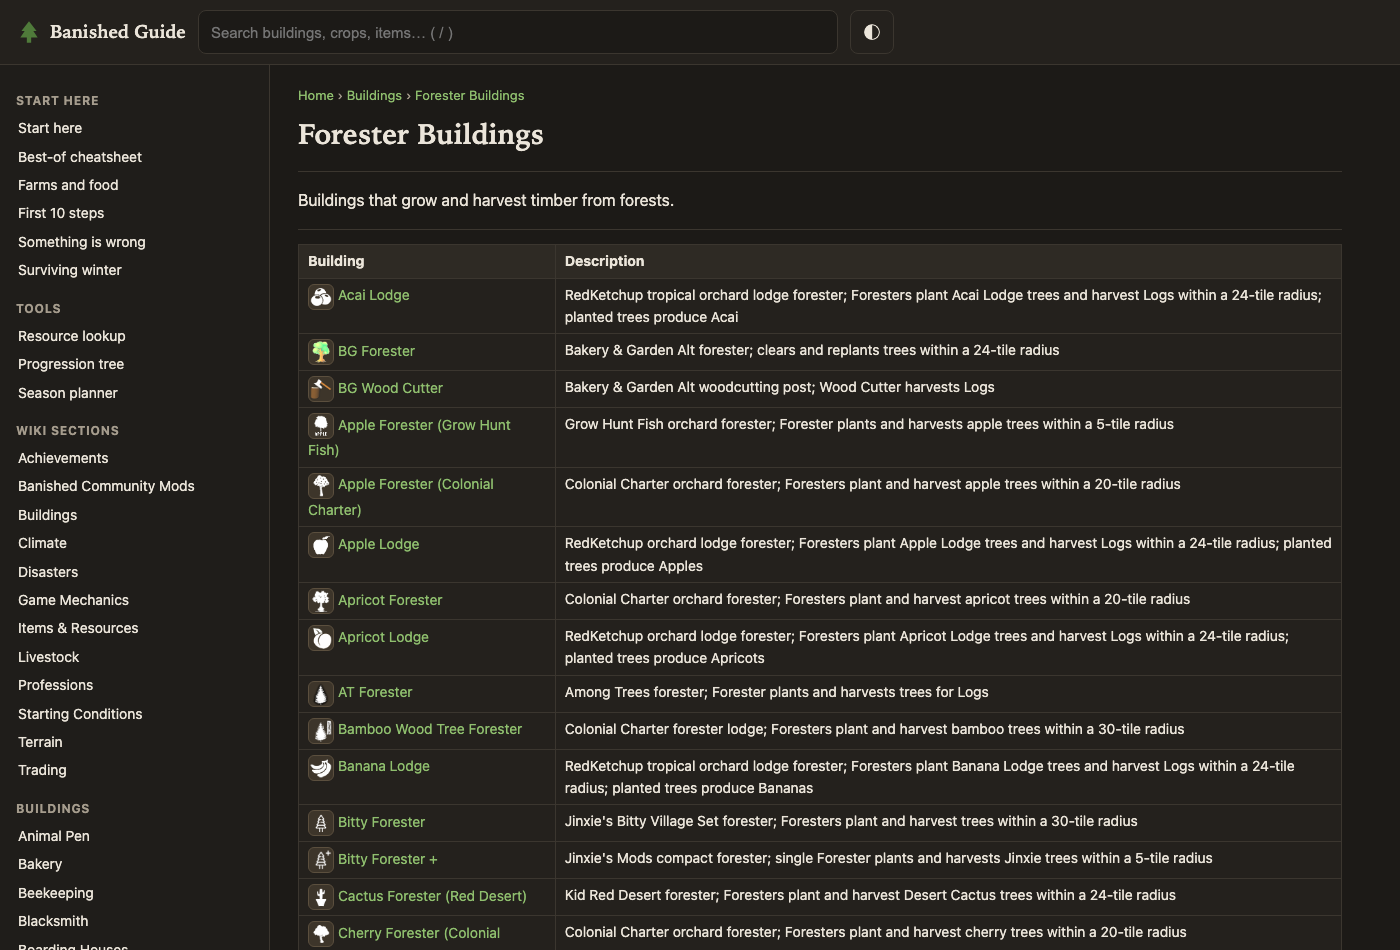 Banished Guide
Search buildings, crops, items... ( / )
START HERE
Start here
Best-of cheatsheet
Farms and food
First 10 steps
Something is wrong
Surviving winter
TOOLS
Resource lookup
Progression tree
Season planner
WIKI SECTIONS
Achievements
Banished Community Mods
Buildings
Climate
Disasters
Game Mechanics
Items & Resources
Livestock
Professions
Starting Conditions
Terrain
Trading
BUILDINGS
Animal Pen
Bakery
Beekeeping
Blacksmith
Boarding Houses
Home › Buildings › Forester Buildings
Forester Buildings
Buildings that grow and harvest timber from forests.
Building Description
Acai Lodge RedKetchup tropical orchard lodge forester; Foresters plant Acai Lodge trees and harvest Logs within a 24-tile radius;
planted trees produce Acai
BG Forester Bakery & Garden Alt forester; clears and replants trees within a 24-tile radius
BG Wood Cutter Bakery & Garden Alt woodcutting post; Wood Cutter harvests Logs
Apple Forester (Grow Hunt Grow Hunt Fish orchard forester; Forester plants and harvests apple trees within a 5-tile radius
Fish)
Apple Forester (Colonial Colonial Charter orchard forester; Foresters plant and harvest apple trees within a 20-tile radius
Charter)
Apple Lodge RedKetchup orchard lodge forester; Foresters plant Apple Lodge trees and harvest Logs within a 24-tile radius; planted
trees produce Apples
Apricot Forester Colonial Charter orchard forester; Foresters plant and harvest apricot trees within a 20-tile radius
Apricot Lodge RedKetchup orchard lodge forester; Foresters plant Apricot Lodge trees and harvest Logs within a 24-tile radius;
planted trees produce Apricots
AT Forester Among Trees forester; Forester plants and harvests trees for Logs
Bamboo Wood Tree Forester Colonial Charter forester lodge; Foresters plant and harvest bamboo trees within a 30-tile radius
Banana Lodge RedKetchup tropical orchard lodge forester; Foresters plant Banana Lodge trees and harvest Logs within a 24-tile
radius; planted trees produce Bananas
Bitty Forester Jinxie's Bitty Village Set forester; Foresters plant and harvest trees within a 30-tile radius
Bitty Forester + Jinxie's Mods compact forester; single Forester plants and harvests Jinxie trees within a 5-tile radius
Cactus Forester (Red Desert) Kid Red Desert forester; Foresters plant and harvest Desert Cactus trees within a 24-tile radius
Cherry Forester (Colonial Colonial Charter orchard forester; Foresters plant and harvest cherry trees within a 20-tile radius